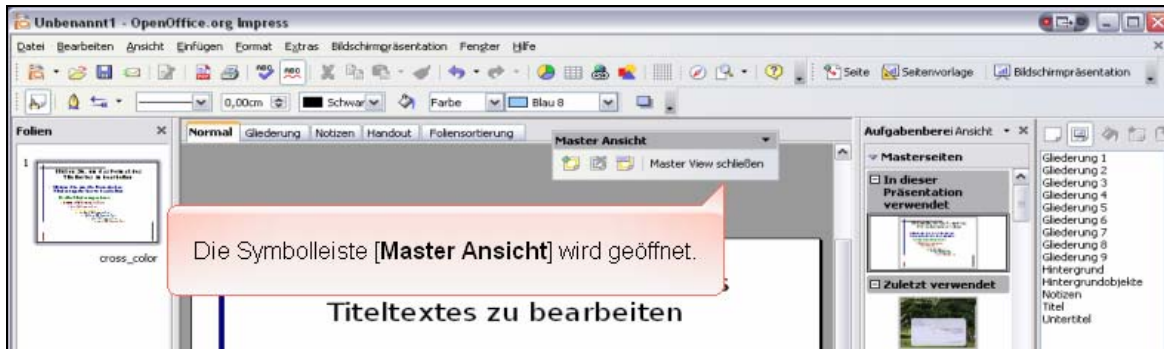 Unbenannt1 - OpenOffice.org Impress
Datei Bearbeiten Ansicht Einfügen Format Extras Bildschirmpräsentation Fenster Hilfe
Seite Seitenvorlage Bildschirmpräsentation
0,00cm Schwar Farbe Blau 8
Folien
1
cross_color
Normal Gliederung Notizen Handout Foliensortierung
Master Ansicht
Master View schließen
Die Symbolleiste [Master Ansicht] wird geöffnet.
s
Titeltextes zu bearbeiten
Aufgabenberei Ansicht
Masterseiten
In dieser
Präsentation
verwendet
Zuletzt verwendet
Gliederung 1
Gliederung 2
Gliederung 3
Gliederung 4
Gliederung 5
Gliederung 6
Gliederung 7
Gliederung 8
Gliederung 9
Hintergrund
Hintergrundobjekte
Notizen
Titel
Untertitel